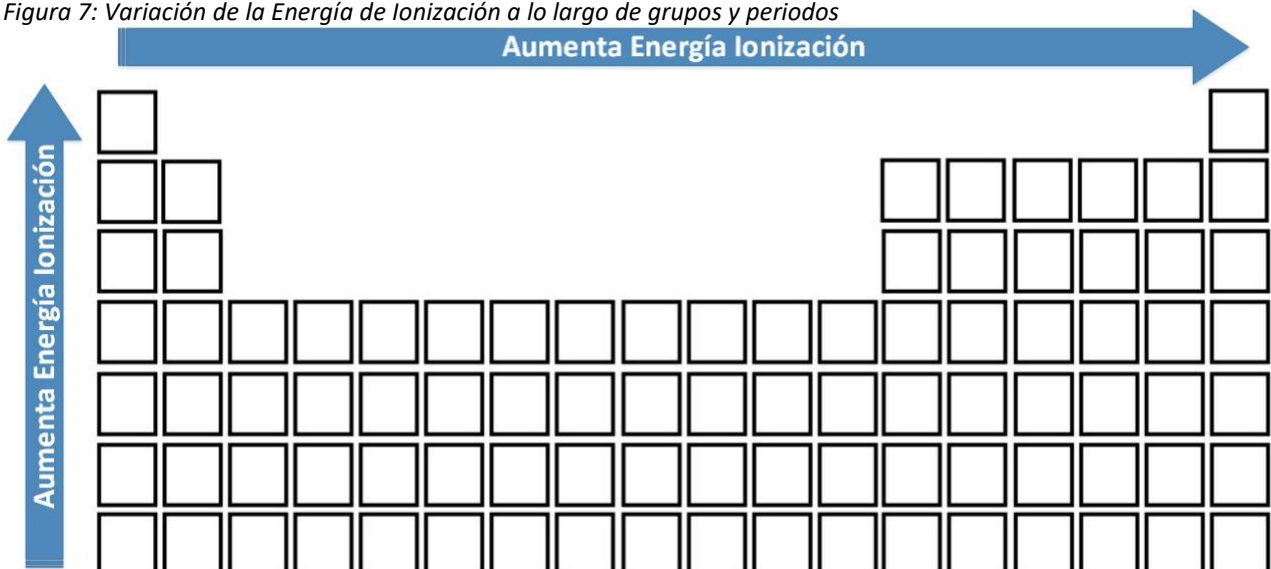 Figura 7: Variación de la Energía de Ionización a lo largo de grupos y periodos
Aumenta Energía Ionización
Aumenta Energía Ionización